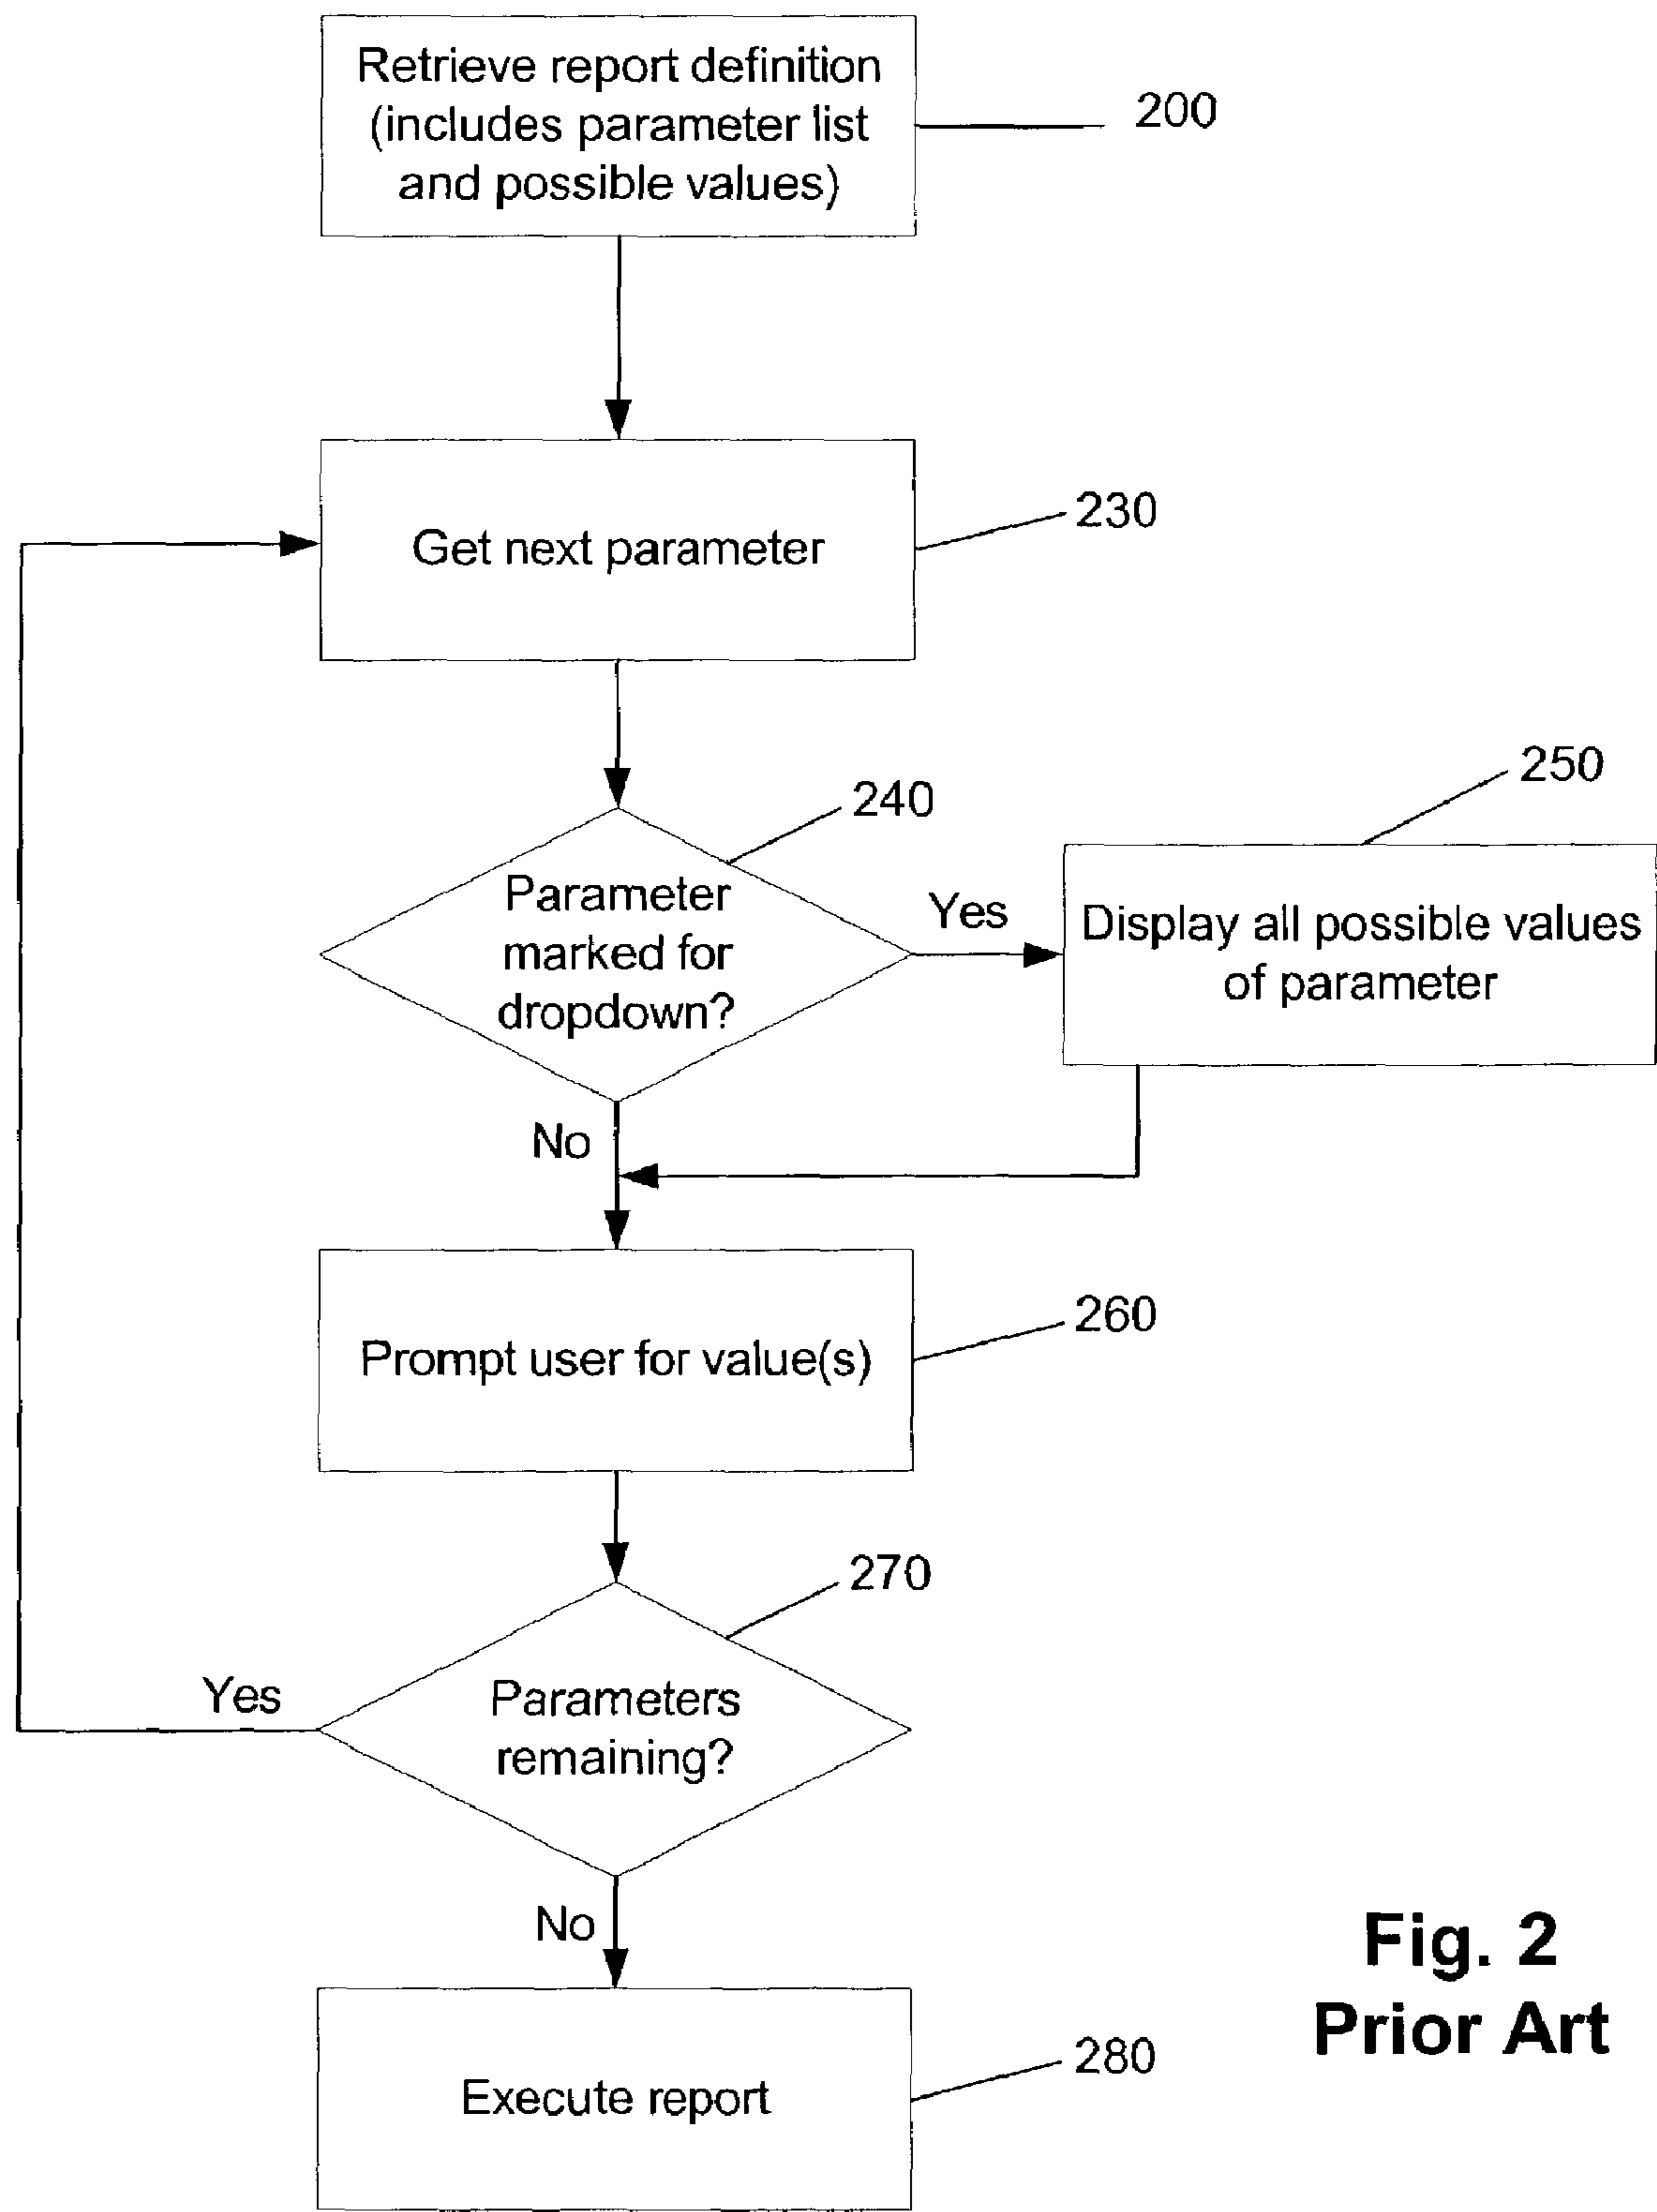 Retrieve report definition
(includes parameter list
and possible values)
200
Get next parameter
230
Parameter
marked for
dropdown?
240
Yes
Display all possible values
of parameter
250
No
Prompt user for value(s)
260
Parameters
remaining?
270
Yes
No
Execute report
280
Fig. 2
Prior Art